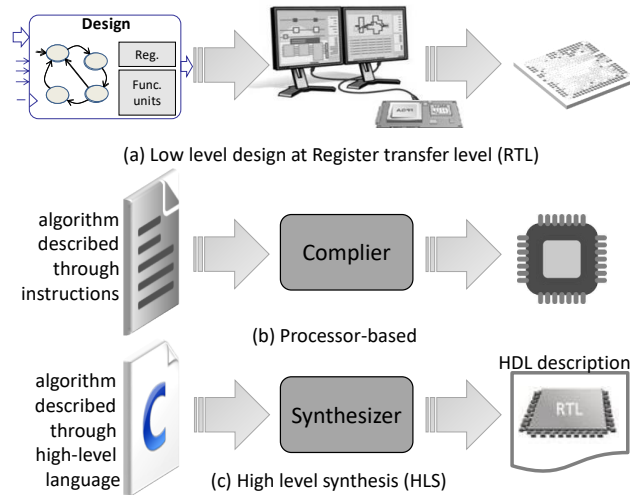 Design
Reg.
Func.
units
ARM
(a) Low level design at Register transfer level (RTL)
algorithm
described
through
instructions
Complier
(b) Processor-based
algorithm
described
through
high-level
language
C
Synthesizer
HDL description
RTL
(c) High level synthesis (HLS)